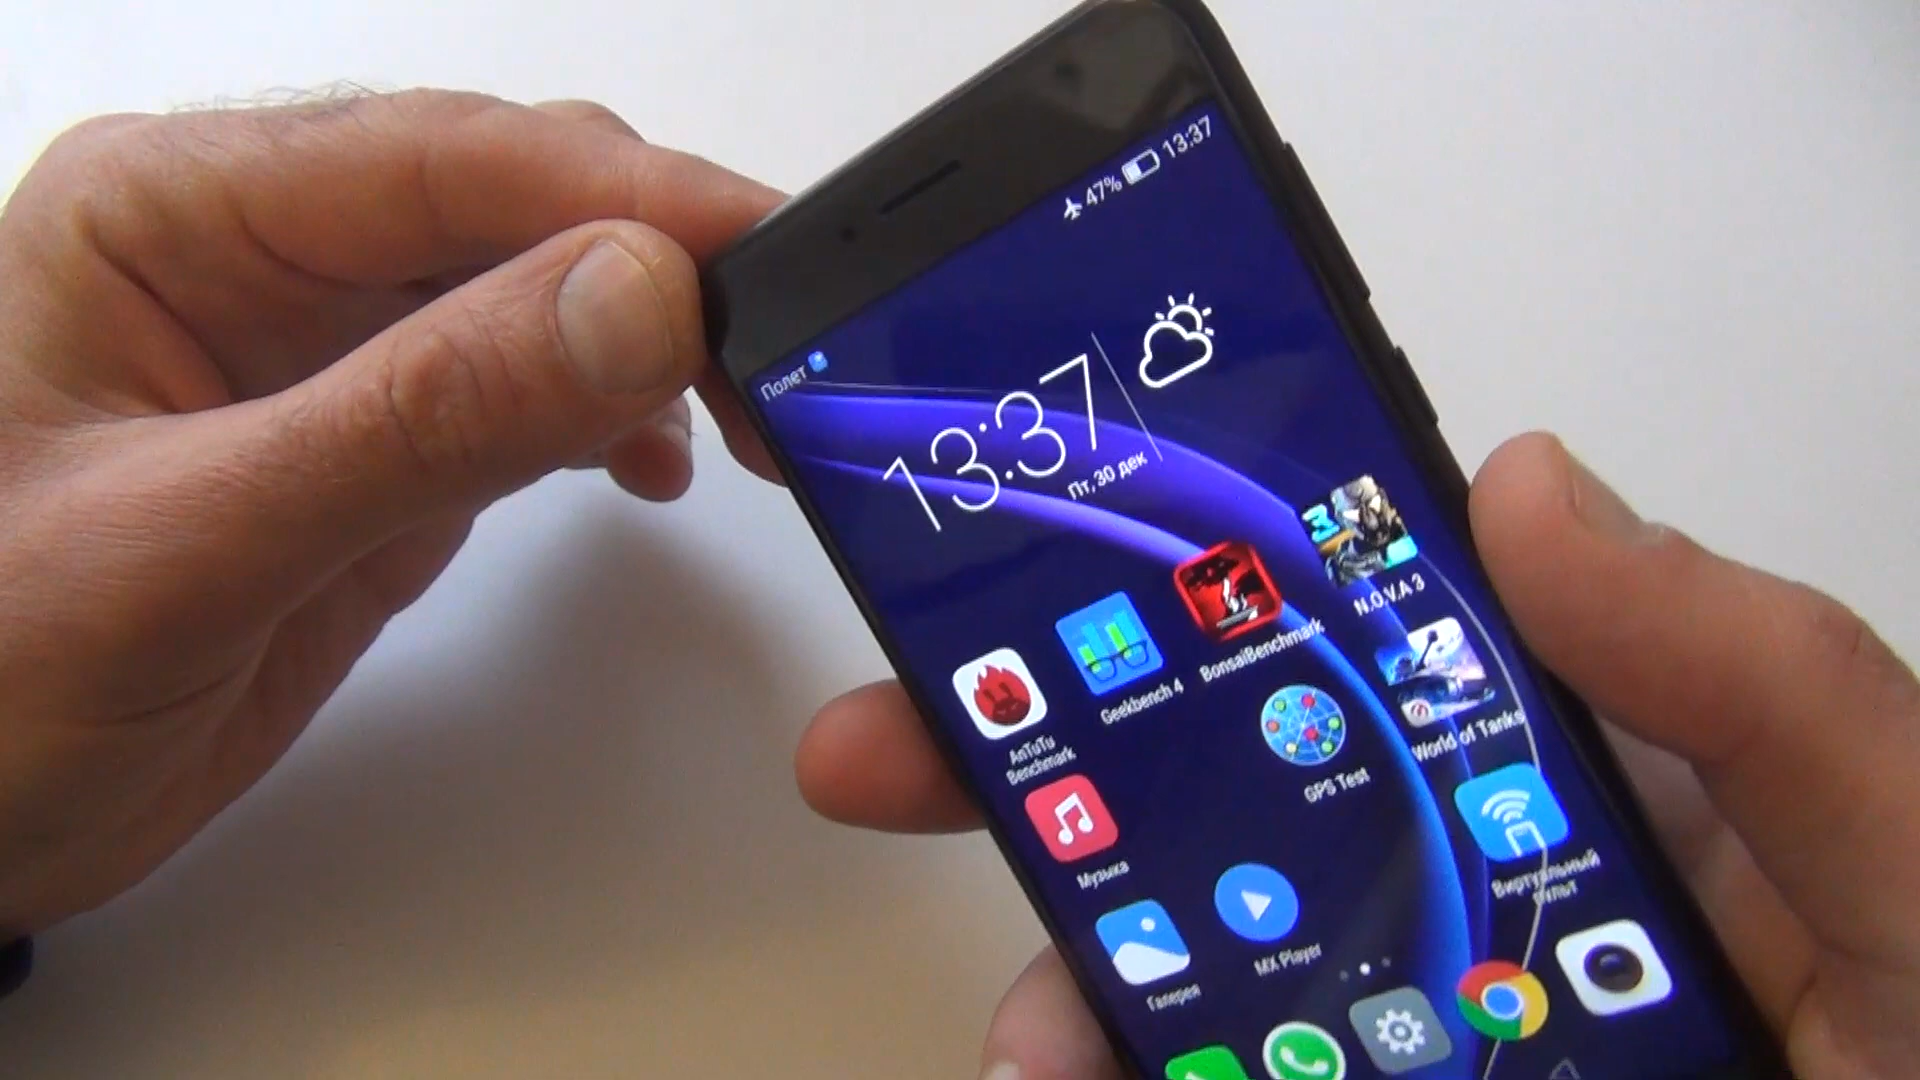 Полет
47% 13:37
13:37
Пт, 30 дек
AnTuTu
Benchmark
Geekbench 4
BonsaiBenchmark
N.O.V.A 3
Музыка
GPS Test
World of Tanks
Галерея
MX Player
Виртуальный
пульт